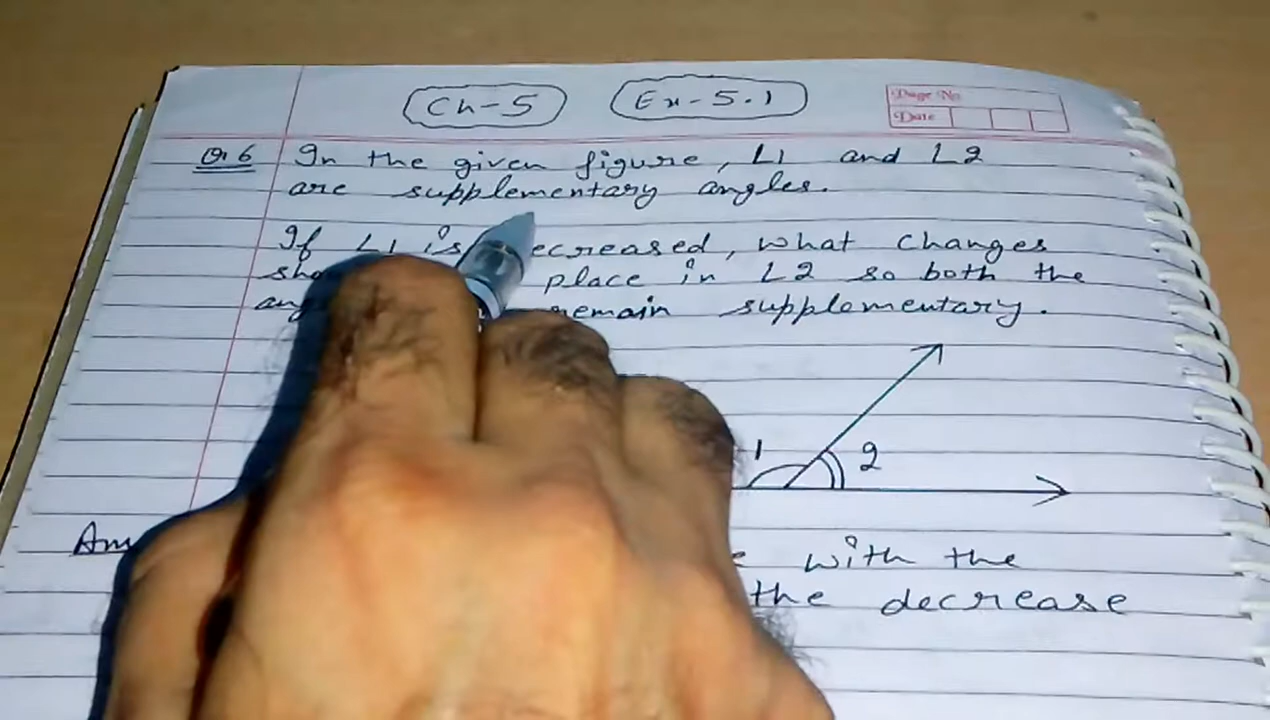 Ch-5
Ex-5.1
Page No
Date
Q.6 In the given figure, ∠1 and ∠2
are supplementary angles.
If ∠1 is decreased, what changes
place in ∠2 so both the
remain supplementary.
1
2
Ans
with the
the decrease